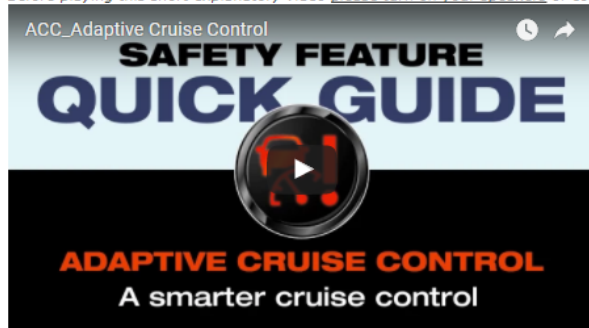 ACC_Adaptive Cruise Control
SAFETY FEATURE
QUICK GUIDE
ADAPTIVE CRUISE CONTROL
A smarter cruise control